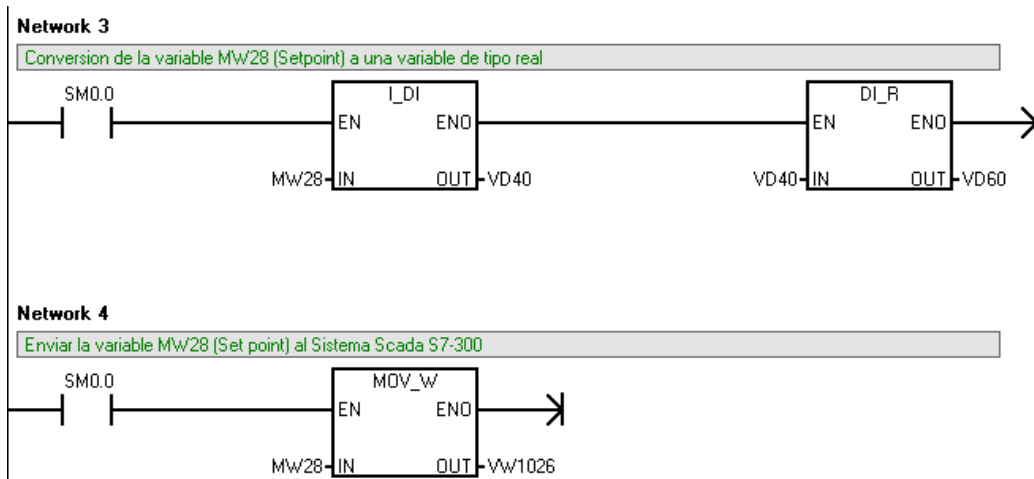 Network 3
Conversion de la variable MW28 (Setpoint) a una variable de tipo real
SM0.0
I_DI
DI_R
EN ENO
EN ENO
MW28 IN OUT VD40
VD40 IN OUT VD60
Network 4
Enviar la variable MW28 (Set point) al Sistema Scada S7-300
SM0.0
MOV_W
EN ENO
MW28 IN OUT VW1026